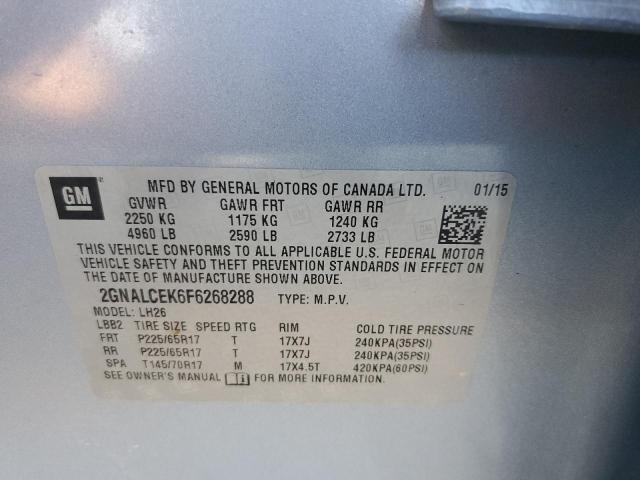 GM
MFD BY GENERAL MOTORS OF CANADA LTD. 01/15
GVWR GAWR FRT GAWR RR
2250 KG 1175 KG 1240 KG
4960 LB 2590 LB 2733 LB
THIS VEHICLE CONFORMS TO ALL APPLICABLE U.S. FEDERAL MOTOR
VEHICLE SAFETY AND THEFT PREVENTION STANDARDS IN EFFECT ON
THE DATE OF MANUFACTURE SHOWN ABOVE.
2GNALCEK6F6268288 TYPE: M.P.V.
MODEL: LH26
LBB2 TIRE SIZE SPEED RTG RIM COLD TIRE PRESSURE
FRT P225/65R17 T 17X7J 240KPA(35PSI)
RR P225/65R17 T 17X7J 240KPA(35PSI)
SPA T145/70R17 M 17X4.5T 420KPA(60PSI)
SEE OWNER'S MANUAL FOR MORE INFORMATION.